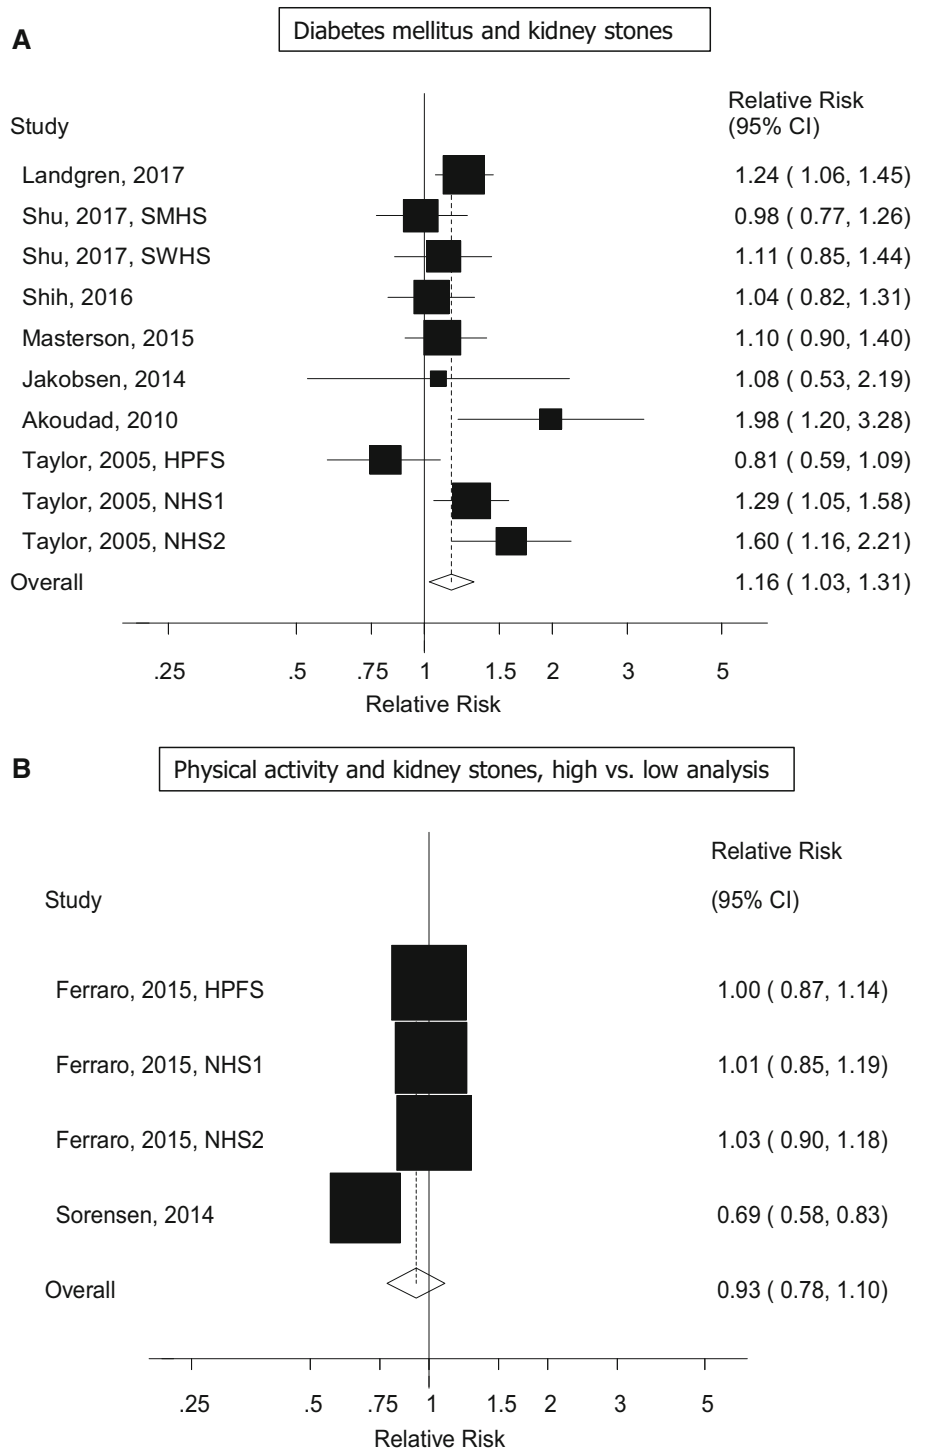 A
Diabetes mellitus and kidney stones
Relative Risk
Study (95% CI)
Landgren, 2017 1.24 ( 1.06, 1.45)
Shu, 2017, SMHS 0.98 ( 0.77, 1.26)
Shu, 2017, SWHS 1.11 ( 0.85, 1.44)
Shih, 2016 1.04 ( 0.82, 1.31)
Masterson, 2015 1.10 ( 0.90, 1.40)
Jakobsen, 2014 1.08 ( 0.53, 2.19)
Akoudad, 2010 1.98 ( 1.20, 3.28)
Taylor, 2005, HPFS 0.81 ( 0.59, 1.09)
Taylor, 2005, NHS1 1.29 ( 1.05, 1.58)
Taylor, 2005, NHS2 1.60 ( 1.16, 2.21)
Overall 1.16 ( 1.03, 1.31)
.25 .5 .75 1 1.5 2 3 5
Relative Risk
B
Physical activity and kidney stones, high vs. low analysis
Relative Risk
Study (95% CI)
Ferraro, 2015, HPFS 1.00 ( 0.87, 1.14)
Ferraro, 2015, NHS1 1.01 ( 0.85, 1.19)
Ferraro, 2015, NHS2 1.03 ( 0.90, 1.18)
Sorensen, 2014 0.69 ( 0.58, 0.83)
Overall 0.93 ( 0.78, 1.10)
.25 .5 .75 1 1.5 2 3 5
Relative Risk